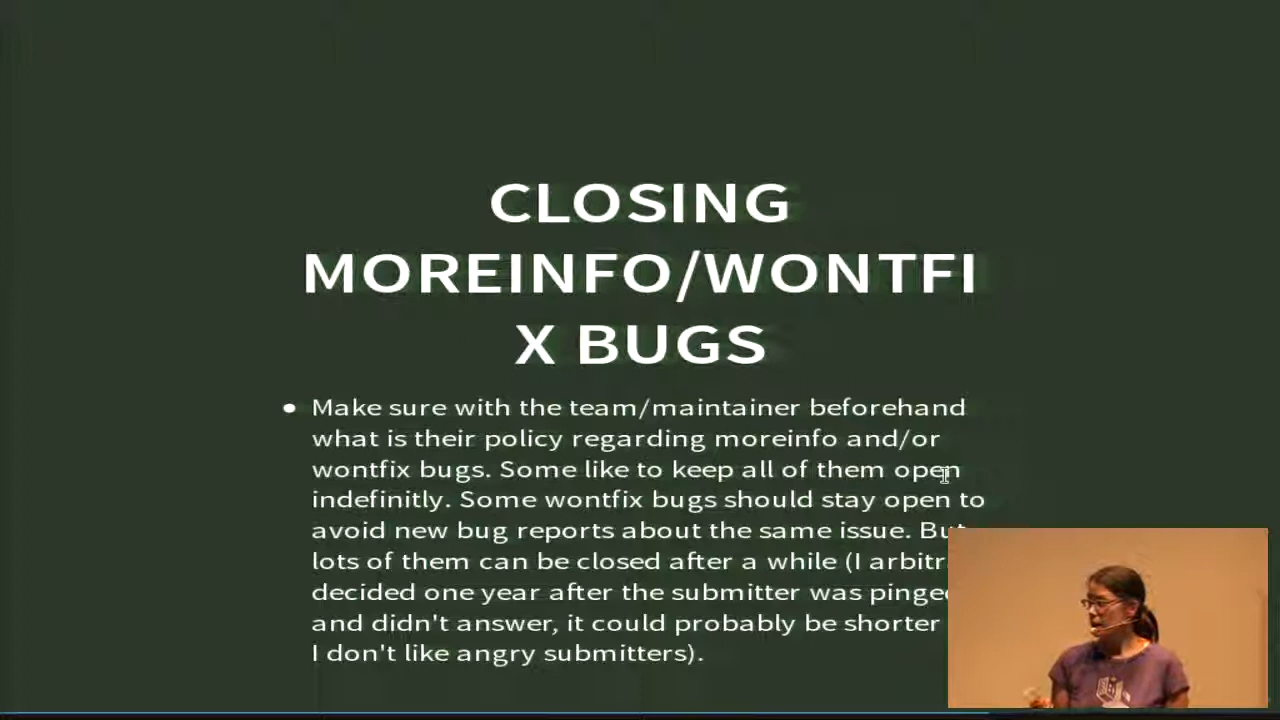 CLOSING
MOREINFO/WONTFI
X BUGS
• Make sure with the team/maintainer beforehand
what is their policy regarding moreinfo and/or
wontfix bugs. Some like to keep all of them open
indefinitly. Some wontfix bugs should stay open to
avoid new bug reports about the same issue. But
lots of them can be closed after a while (I arbitr
decided one year after the submitter was pinged
and didn't answer, it could probably be shorter
I don't like angry submitters).